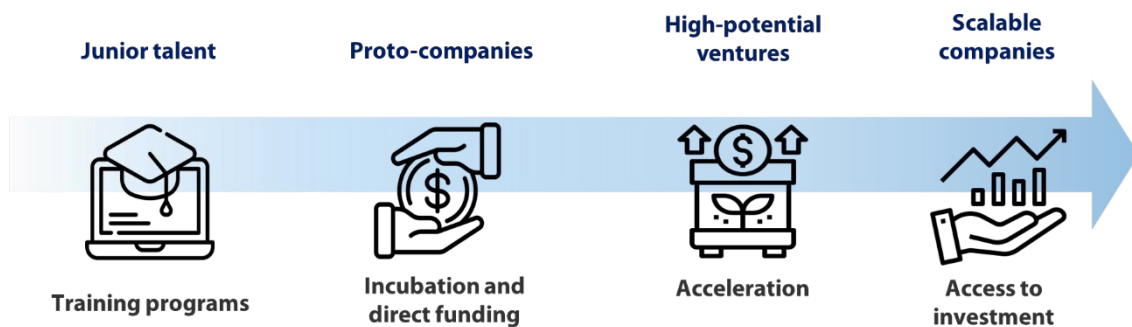 Junior talent
Proto-companies
High-potential
ventures
Scalable
companies
$
$
Training programs
Incubation and
direct funding
Acceleration
Access to
investment